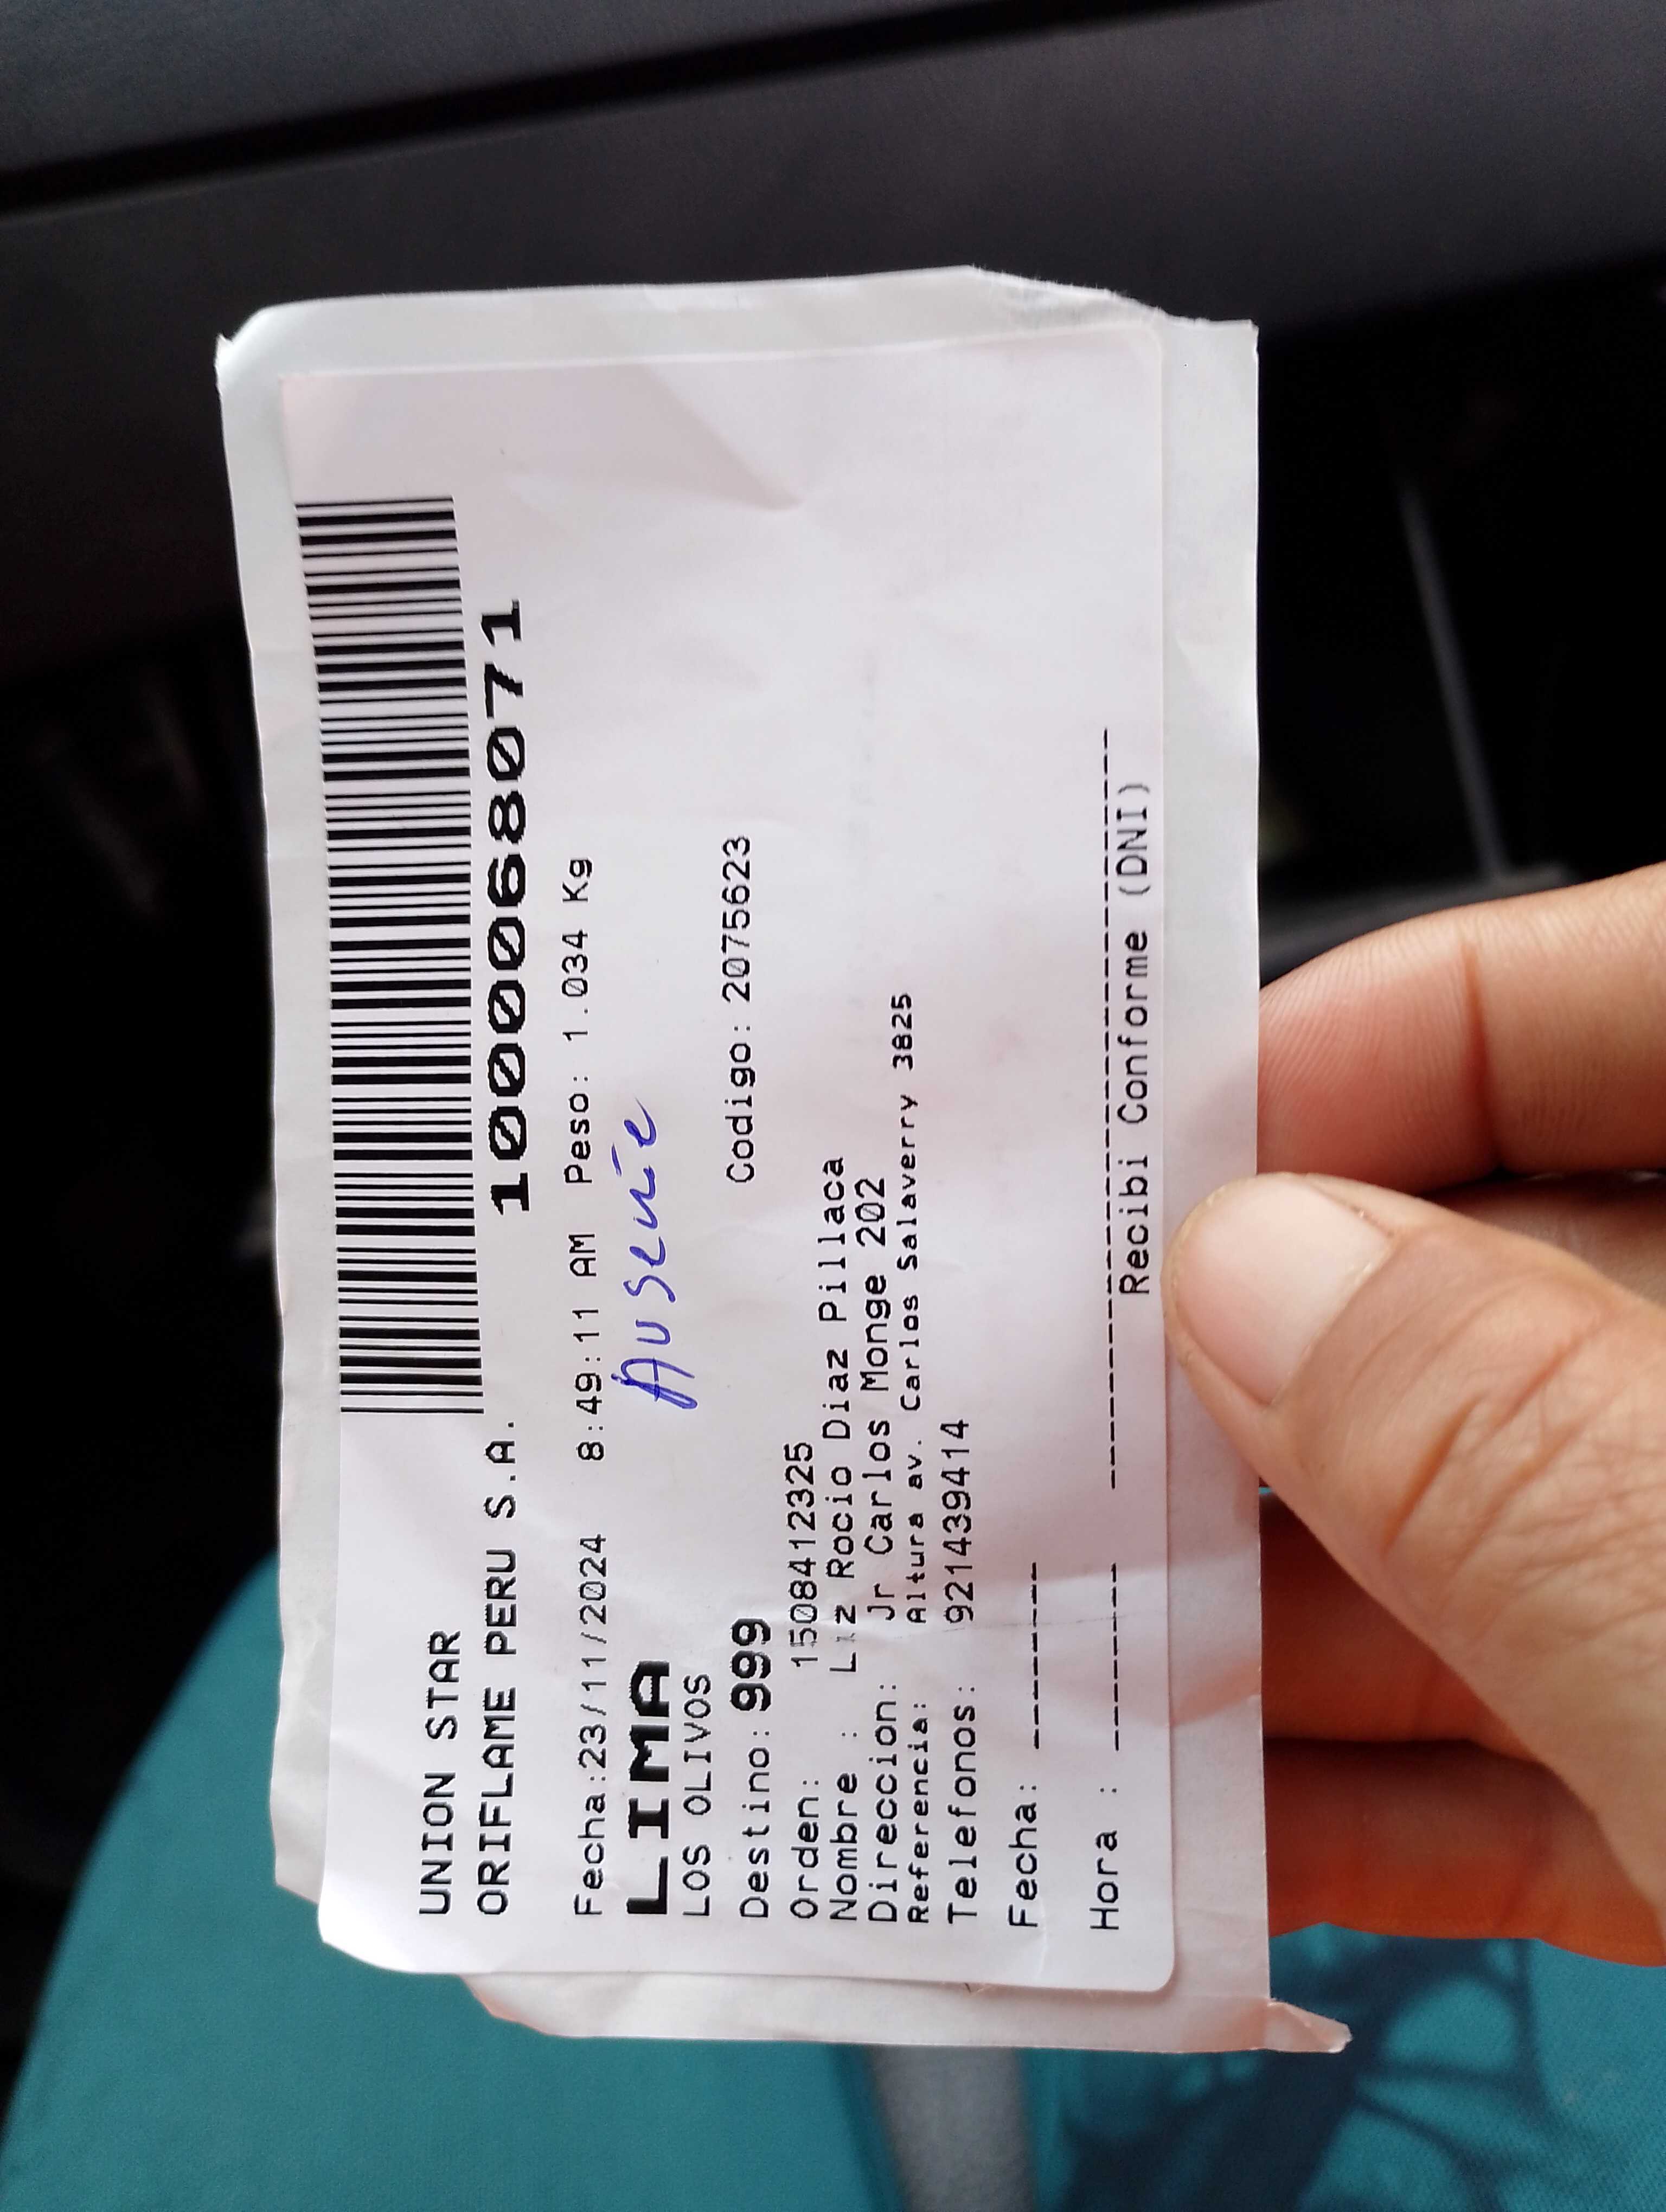 UNION STAR
ORIFLAME PERU S.A. 1000068071
Fecha:23/11/2024 8:49:11 AM Peso: 1.034 Kg
LIMA Ausente
LOS OLIVOS
Destino: 999 Codigo: 2075623
Orden: 1508412325
Nombre : Liz Rocio Diaz Pillaca
Direccion: Jr Carlos Monge 202
Referencia: Altura av. Carlos Salaverry 3825
Telefonos: 921439414
Fecha: --------
Hora : -------- --------------------------------
Recibi Conforme (DNI)